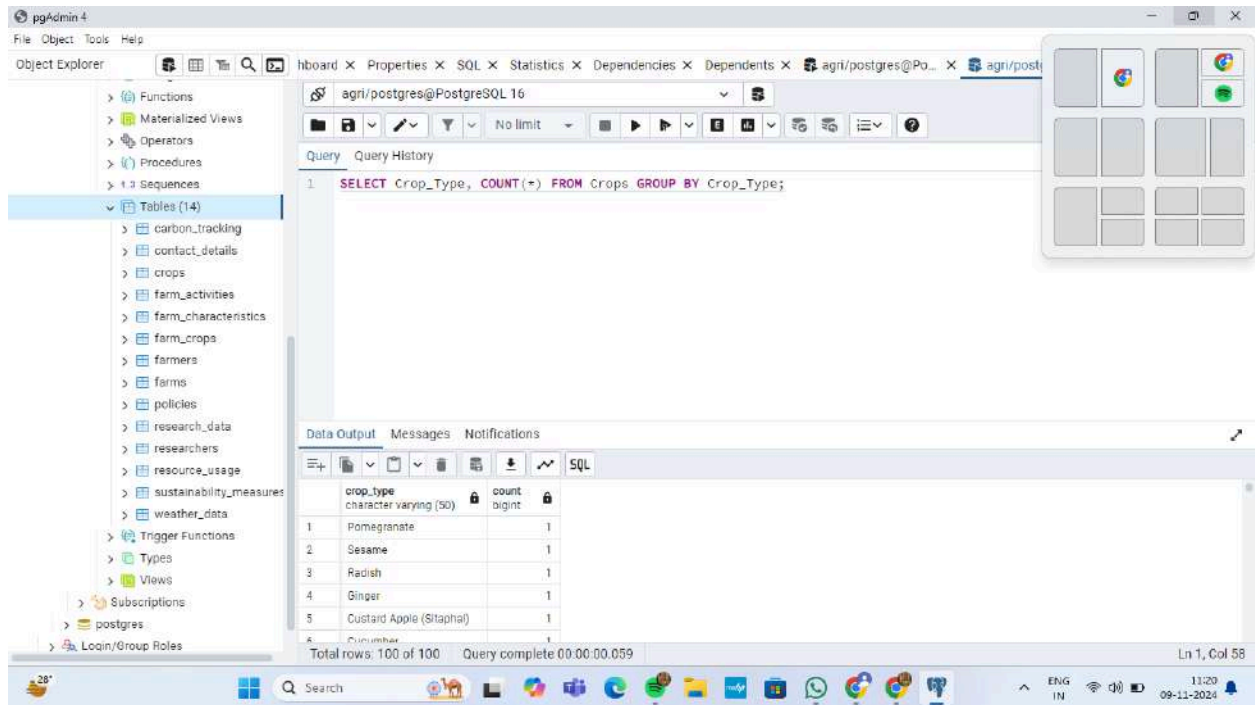 pgAdmin 4
File Object Tools Help
Object Explorer
hboard Properties SQL Statistics Dependencies Dependents agri/postgres@Po... agri/post
Functions
Materialized Views
Operators
Procedures
1..3 Sequences
Tables (14)
carbon_tracking
contact_details
crops
farm_activities
farm_characteristics
farm_crops
farmers
farms
policies
research_data
researchers
resource_usage
sustainability_measures
weather_data
Trigger Functions
Types
Views
Subscriptions
postgres
Login/Group Roles
agri/postgres@PostgreSQL 16
No limit
Query Query History
1 SELECT Crop_Type, COUNT(*) FROM Crops GROUP BY Crop_Type;
Data Output Messages Notifications
SQL
crop_type count
character varying (50) bigint
1 Pomegranate 1
2 Sesame 1
3 Radish 1
4 Ginger 1
5 Custard Apple (Sitaphal) 1
6 Cucumber 1
Total rows: 100 of 100 Query complete 00:00:00.059 Ln 1, Col 58
28° Search ENG 11:20
IN 09-11-2024